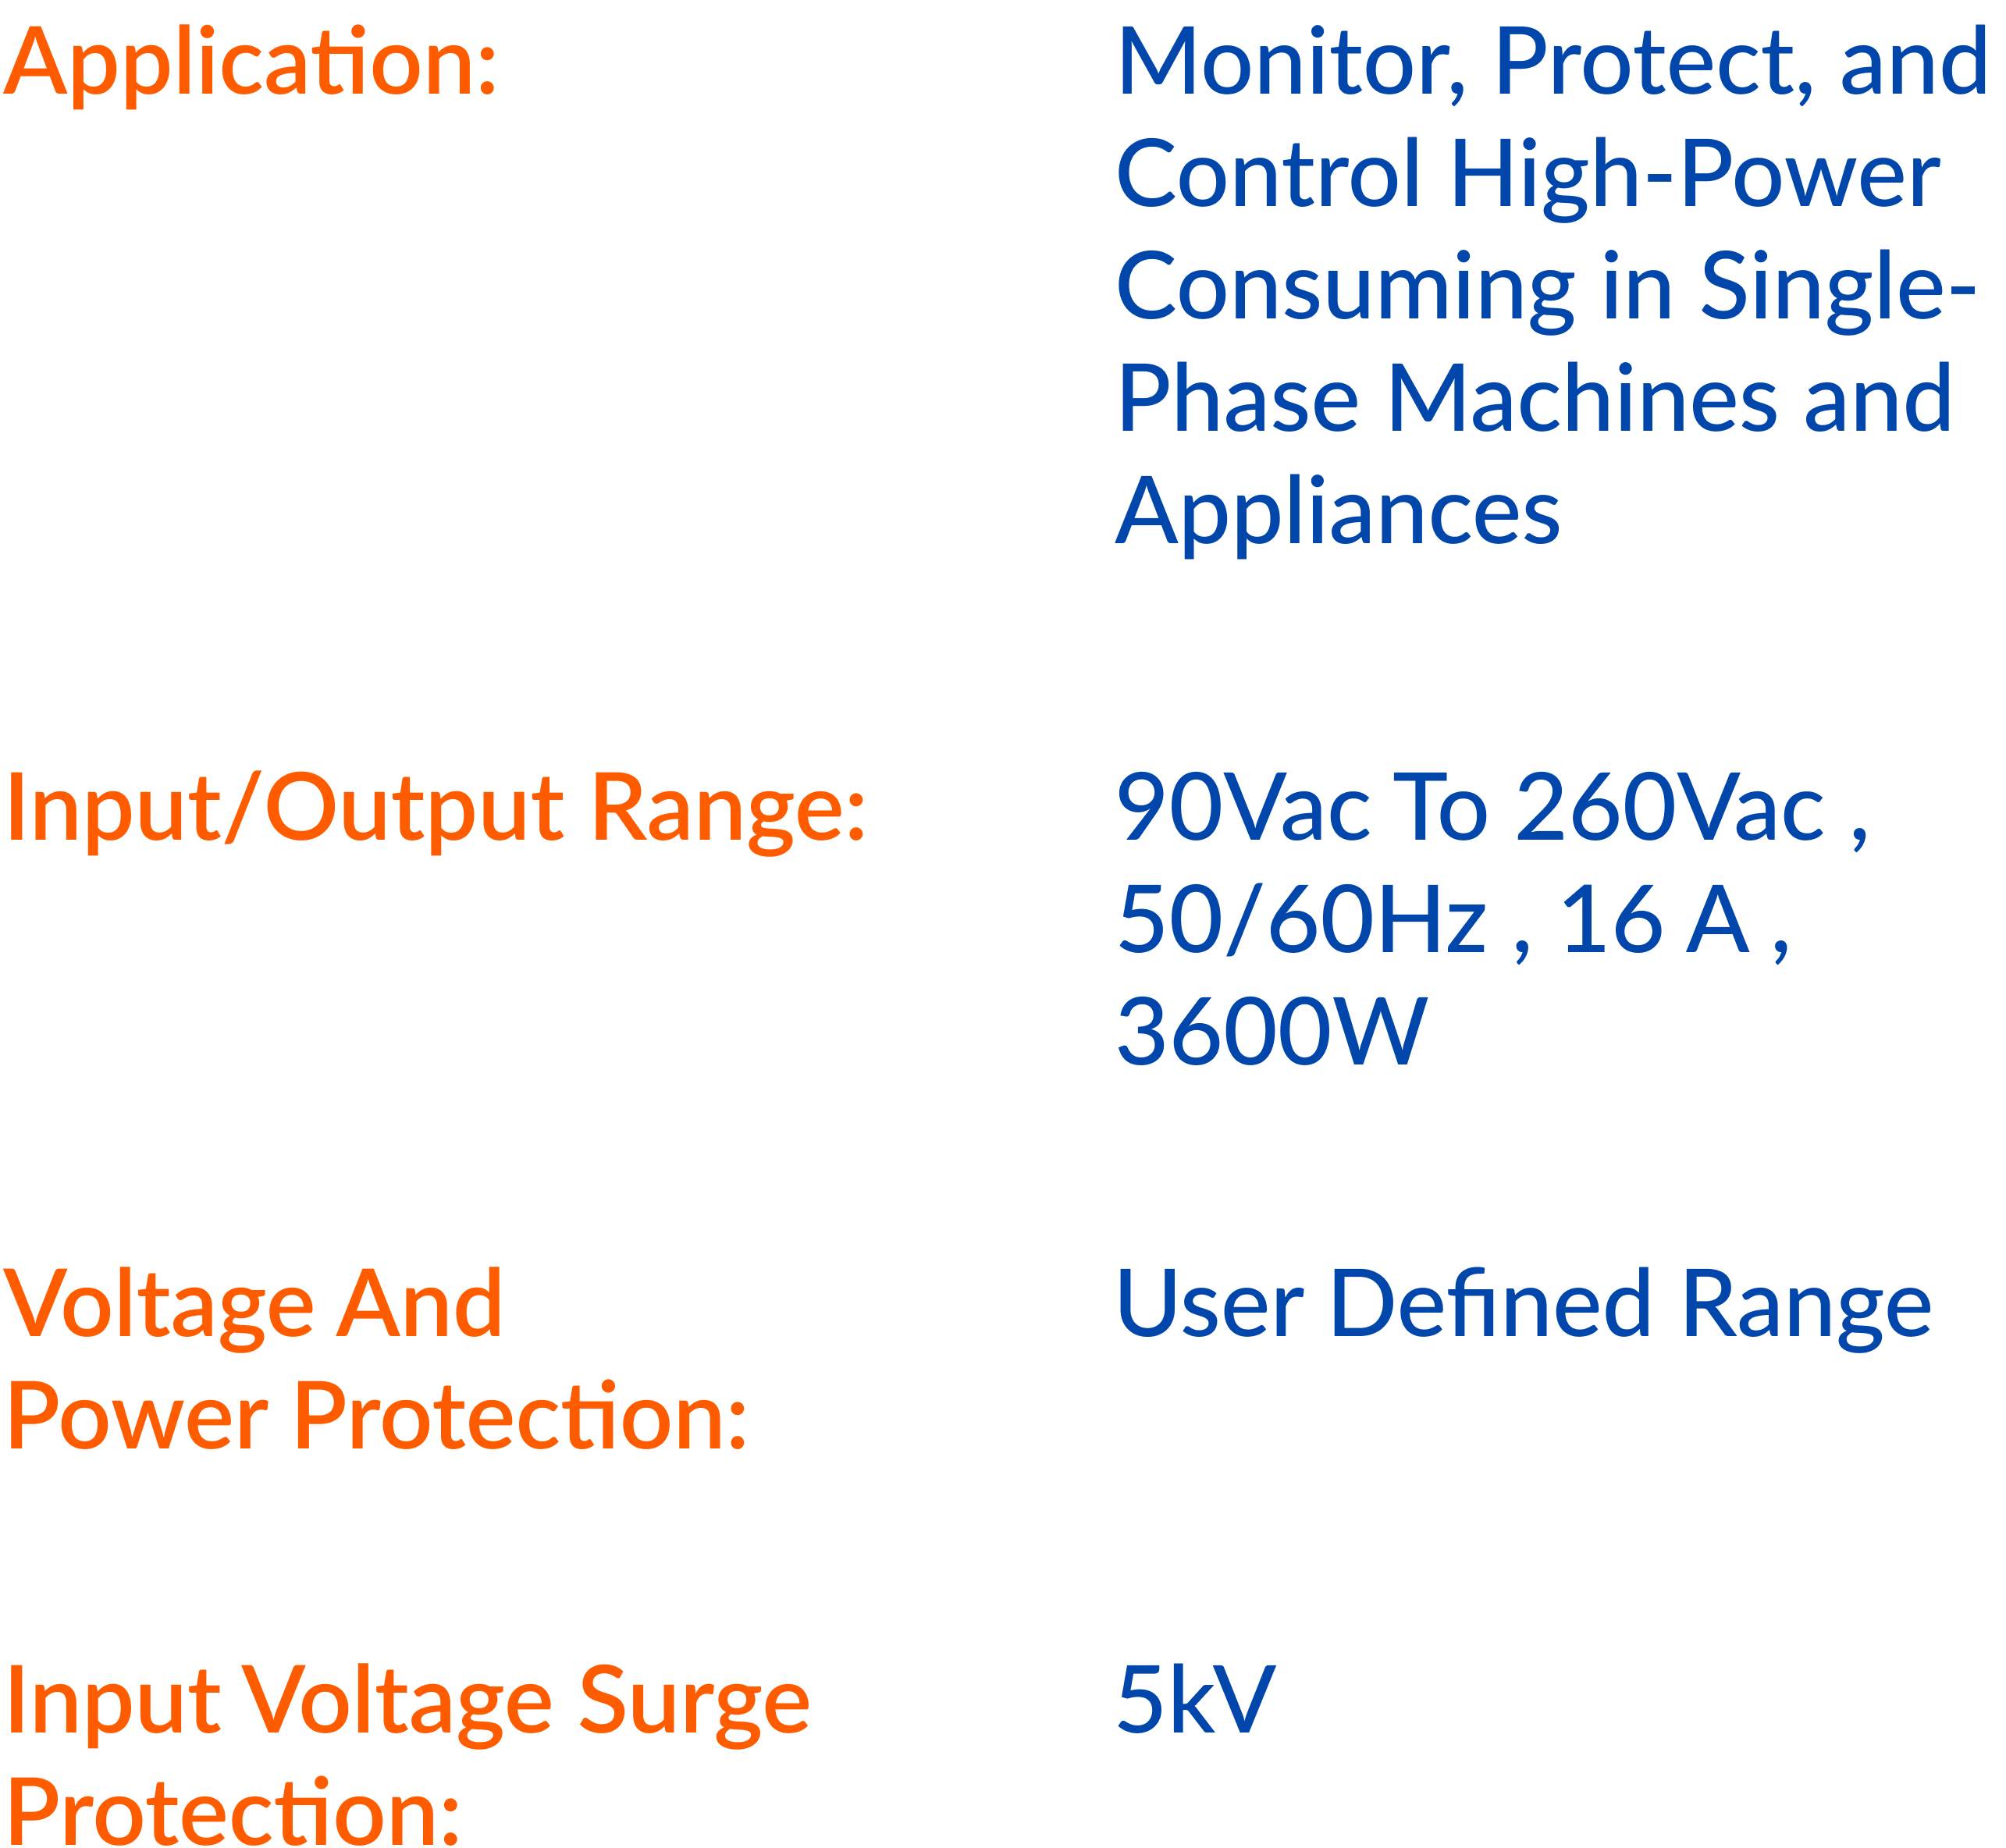 Application:
Monitor, Protect, and
Control High-Power
Consuming in Single-
Phase Machines and
Appliances
Input/Output Range:
90Vac To 260Vac ,
50/60Hz , 16 A ,
3600W
Voltage And
Power Protection:
User Defined Range
Input Voltage Surge
Protection:
5kV